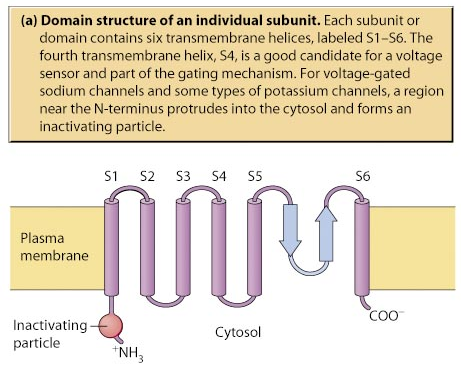 (a) Domain structure of an individual subunit. Each subunit or
domain contains six transmembrane helices, labeled S1–S6. The
fourth transmembrane helix, S4, is a good candidate for a voltage
sensor and part of the gating mechanism. For voltage-gated
sodium channels and some types of potassium channels, a region
near the N-terminus protrudes into the cytosol and forms an
inactivating particle.
S1 S2 S3 S4 S5 S6
Plasma
membrane
Inactivating
particle
⁺NH₃
Cytosol
COO⁻